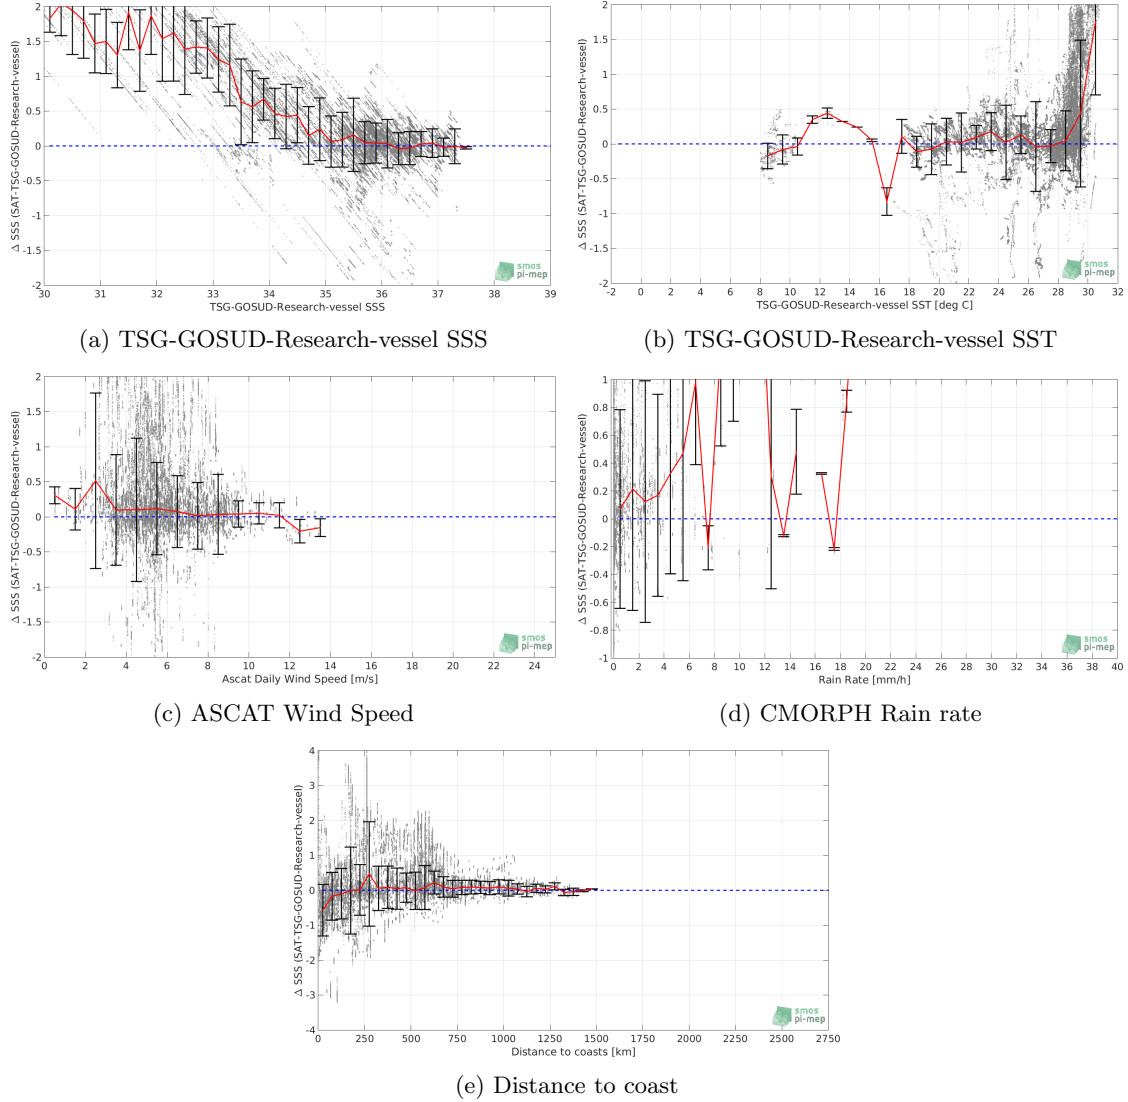 2
1.5
1
0.5
0
-0.5
-1
-1.5
-2
Δ SSS (SAT-TSG-GOSUD-Research-vessel)
30 31 32 33 34 35 36 37 38 39
TSG-GOSUD-Research-vessel SSS
smos
pi-mep
(a) TSG-GOSUD-Research-vessel SSS
2
1.5
1
0.5
0
-0.5
-1
-1.5
-2
Δ SSS (SAT-TSG-GOSUD-Research-vessel)
-2 0 2 4 6 8 10 12 14 16 18 20 22 24 26 28 30 32
TSG-GOSUD-Research-vessel SST [deg C]
smos
pi-mep
(b) TSG-GOSUD-Research-vessel SST
2
1.5
1
0.5
0
-0.5
-1
-1.5
-2
Δ SSS (SAT-TSG-GOSUD-Research-vessel)
0 2 4 6 8 10 12 14 16 18 20 22 24
Ascat Daily Wind Speed [m/s]
smos
pi-mep
(c) ASCAT Wind Speed
1
0.8
0.6
0.4
0.2
0
-0.2
-0.4
-0.6
-0.8
-1
Δ SSS (SAT-TSG-GOSUD-Research-vessel)
0 2 4 6 8 10 12 14 16 18 20 22 24 26 28 30 32 34 36 38 40
Rain Rate [mm/h]
smos
pi-mep
(d) CMORPH Rain rate
4
3
2
1
0
-1
-2
-3
-4
Δ SSS (SAT-TSG-GOSUD-Research-vessel)
0 250 500 750 1000 1250 1500 1750 2000 2250 2500 2750
Distance to coasts [km]
smos
pi-mep
(e) Distance to coast